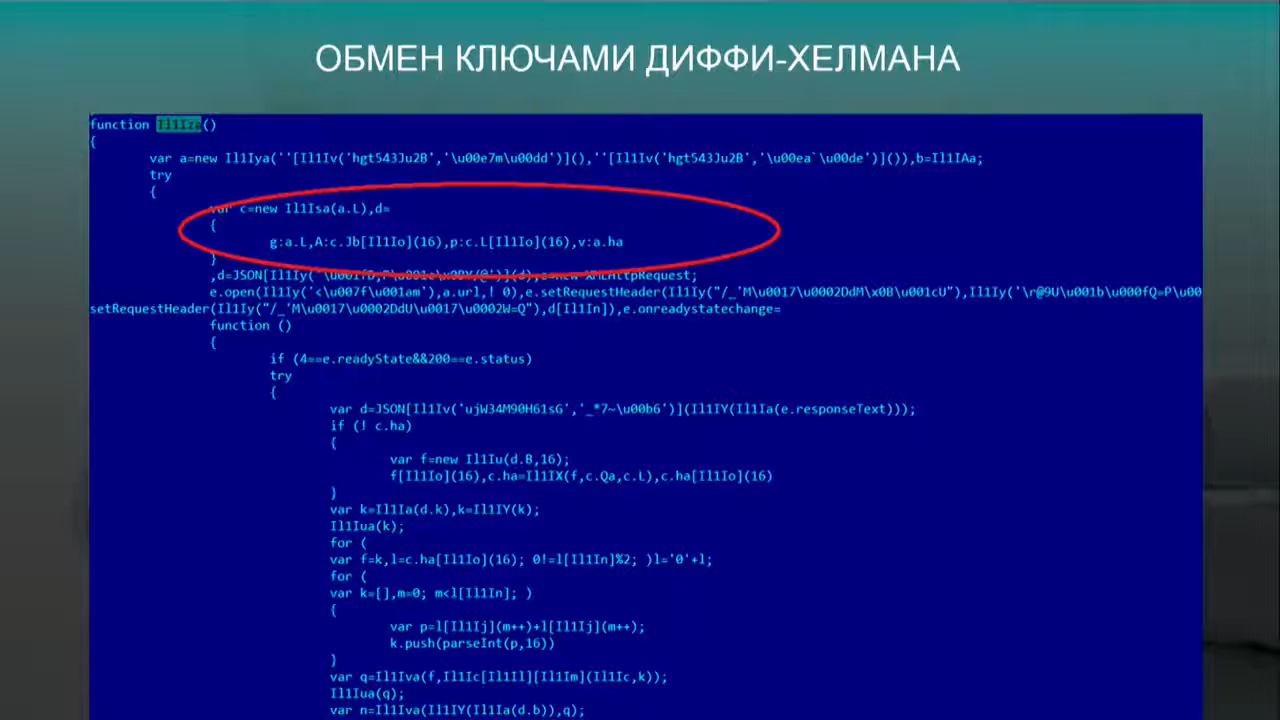 ОБМЕН КЛЮЧАМИ ДИФФИ-ХЕЛМАНА
function Il1Iza()
{
var a=new Il1Iya(''[Il1Iv('hgt543Ju2B','\u00e7m\u00dd')](),''[Il1Iv('hgt543Ju2B','\u00ea`\u00de')]()),b=Il1IAa;
try
{
var c=new Il1Isa(a.L),d=
{
g:a.L,A:c.Jb[Il1Io](16),p:c.L[Il1Io](16),v:a.ha
}
e.open(Il1Iy('<\u007f\u001am'),a.url,! 0),e.setRequestHeader(Il1Iy("/_'M\u0017\u0002DdM\x0B\u001cU"),Il1Iy('\r@9U\u001b\u000fQ=P\u00
setRequestHeader(Il1Iy("/_'M\u0017\u0002DdU\u0017\u0002W=Q"),d[Il1In]),e.onreadystatechange=
function ()
{
if (4==e.readyState&&200==e.status)
try
{
var d=JSON[Il1Iv('ujW34M90H61sG','_*7~\u00b6')](Il1IY(Il1Ia(e.responseText)));
if (! c.ha)
{
var f=new Il1Iu(d.B,16);
f[Il1Io](16),c.ha=Il1IX(f,c.Qa,c.L),c.ha[Il1Io](16)
}
var k=Il1Ia(d.k),k=Il1IY(k);
Il1Iua(k);
for (
var f=k,l=c.ha[Il1Io](16); 0!=l[Il1In]%2; )l='0'+l;
for (
var k=[],m=0; m<l[Il1In]; )
{
var p=l[Il1Ij](m++)+l[Il1Ij](m++);
k.push(parseInt(p,16))
}
var q=Il1Iva(f,Il1Ic[Il1Il][Il1Im](Il1Ic,k));
Il1Iua(q);
var n=Il1Iva(Il1IY(Il1Ia(d.b)),q);